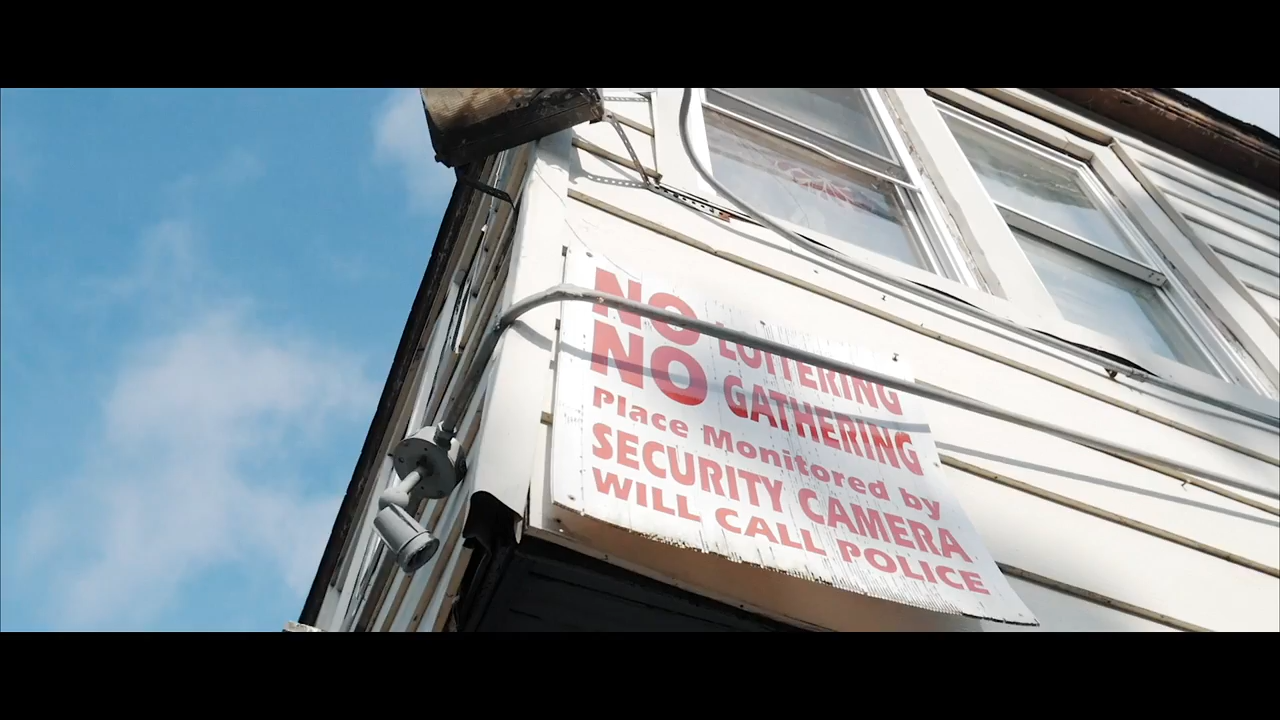 NO LOITERING
NO GATHERING
Place Monitored by
SECURITY CAMERA
WILL CALL POLICE